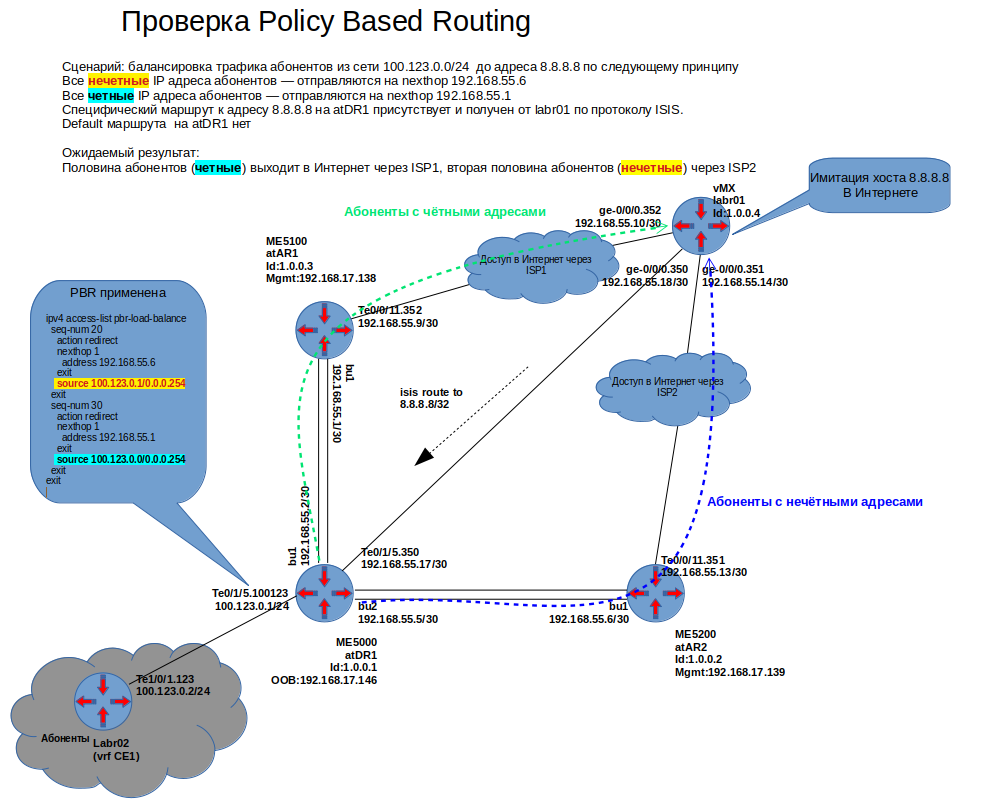 Проверка Policy Based Routing
Сценарий: балансировка трафика абонентов из сети 100.123.0.0/24 до адреса 8.8.8.8 по следующему принципу
Все нечетные IP адреса абонентов — отправляются на nexthop 192.168.55.6
Все четные IP адреса абонентов — отправляются на nexthop 192.168.55.1
Специфический маршрут к адресу 8.8.8.8 на atDR1 присутствует и получен от labr01 по протоколу ISIS.
Default маршрута на atDR1 нет
Ожидаемый результат:
Половина абонентов (четные) выходит в Интернет через ISP1, вторая половина абонентов (нечетные) через ISP2
Имитация хоста 8.8.8.8
В Интернете
vMX
labr01
Id:1.0.0.4
Абоненты с чётными адресами
ge-0/0/0.352
192.168.55.10/30
ME5100
atAR1
Id:1.0.0.3
Mgmt:192.168.17.138
Доступ в Интернет через
ISP1
ge-0/0/0.350
192.168.55.18/30
ge-0/0/0.351
192.168.55.14/30
PBR применена
ipv4 access-list pbr-load-balance
seq-num 20
action redirect
nexthop 1
address 192.168.55.6
exit
source 100.123.0.1/0.0.0.254
exit
seq-num 30
action redirect
nexthop 1
address 192.168.55.1
exit
source 100.123.0.0/0.0.0.254
exit
exit
Te0/0/11.352
192.168.55.9/30
bu1
192.168.55.1/30
isis route to
8.8.8.8/32
Доступ в Интернет через
ISP2
Абоненты с нечётными адресами
bu1
192.168.55.2/30
Te0/1/5.350
192.168.55.17/30
Te0/0/11.351
192.168.55.13/30
Te0/1/5.100123
100.123.0.1/24
bu2
192.168.55.5/30
bu1
192.168.55.6/30
ME5000
atDR1
Id:1.0.0.1
OOB:192.168.17.146
ME5200
atAR2
Id:1.0.0.2
Mgmt:192.168.17.139
Te1/0/1.123
100.123.0.2/24
Абоненты
Labr02
(vrf CE1)